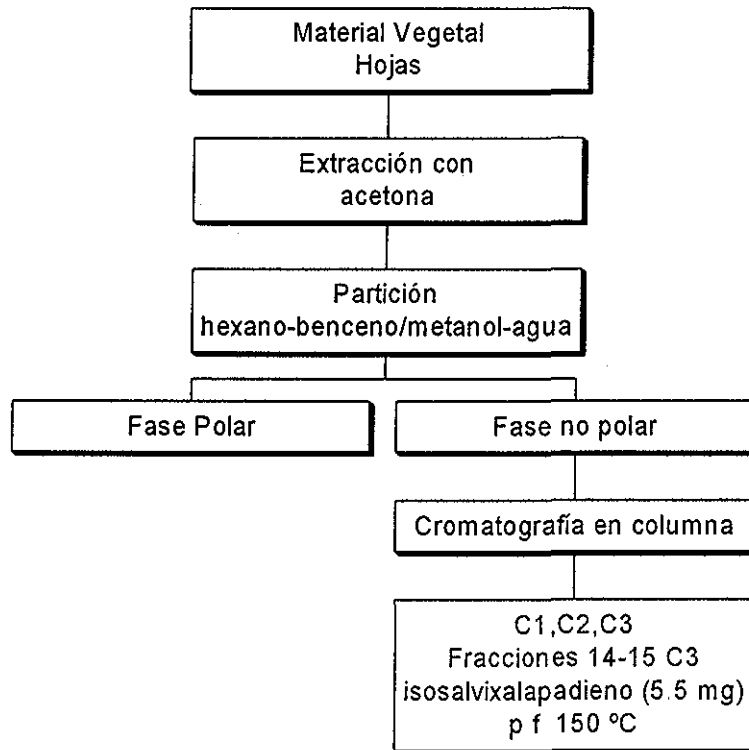 Material Vegetal
Hojas
Extracción con
acetona
Partición
hexano-benceno/metanol-agua
Fase Polar
Fase no polar
Cromatografía en columna
C1,C2,C3
Fracciones 14-15 C3
isosalvixalapadieno (5.5 mg)
p f 150 ºC